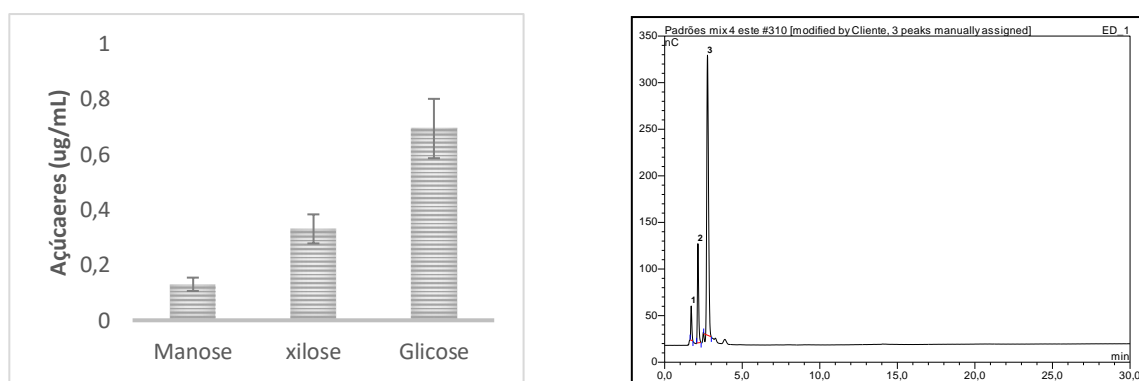 1
0,8
0,6
0,4
0,2
0
Açúcaeres (ug/mL)
Manose xilose Glicose
Padrões mix 4 este #310 [modified by Cliente, 3 peaks manually assigned] ED_1
nC
350
300
250
200
150
100
50
0
1
2
3
min
0,0 5,0 10,0 15,0 20,0 25,0 30,0